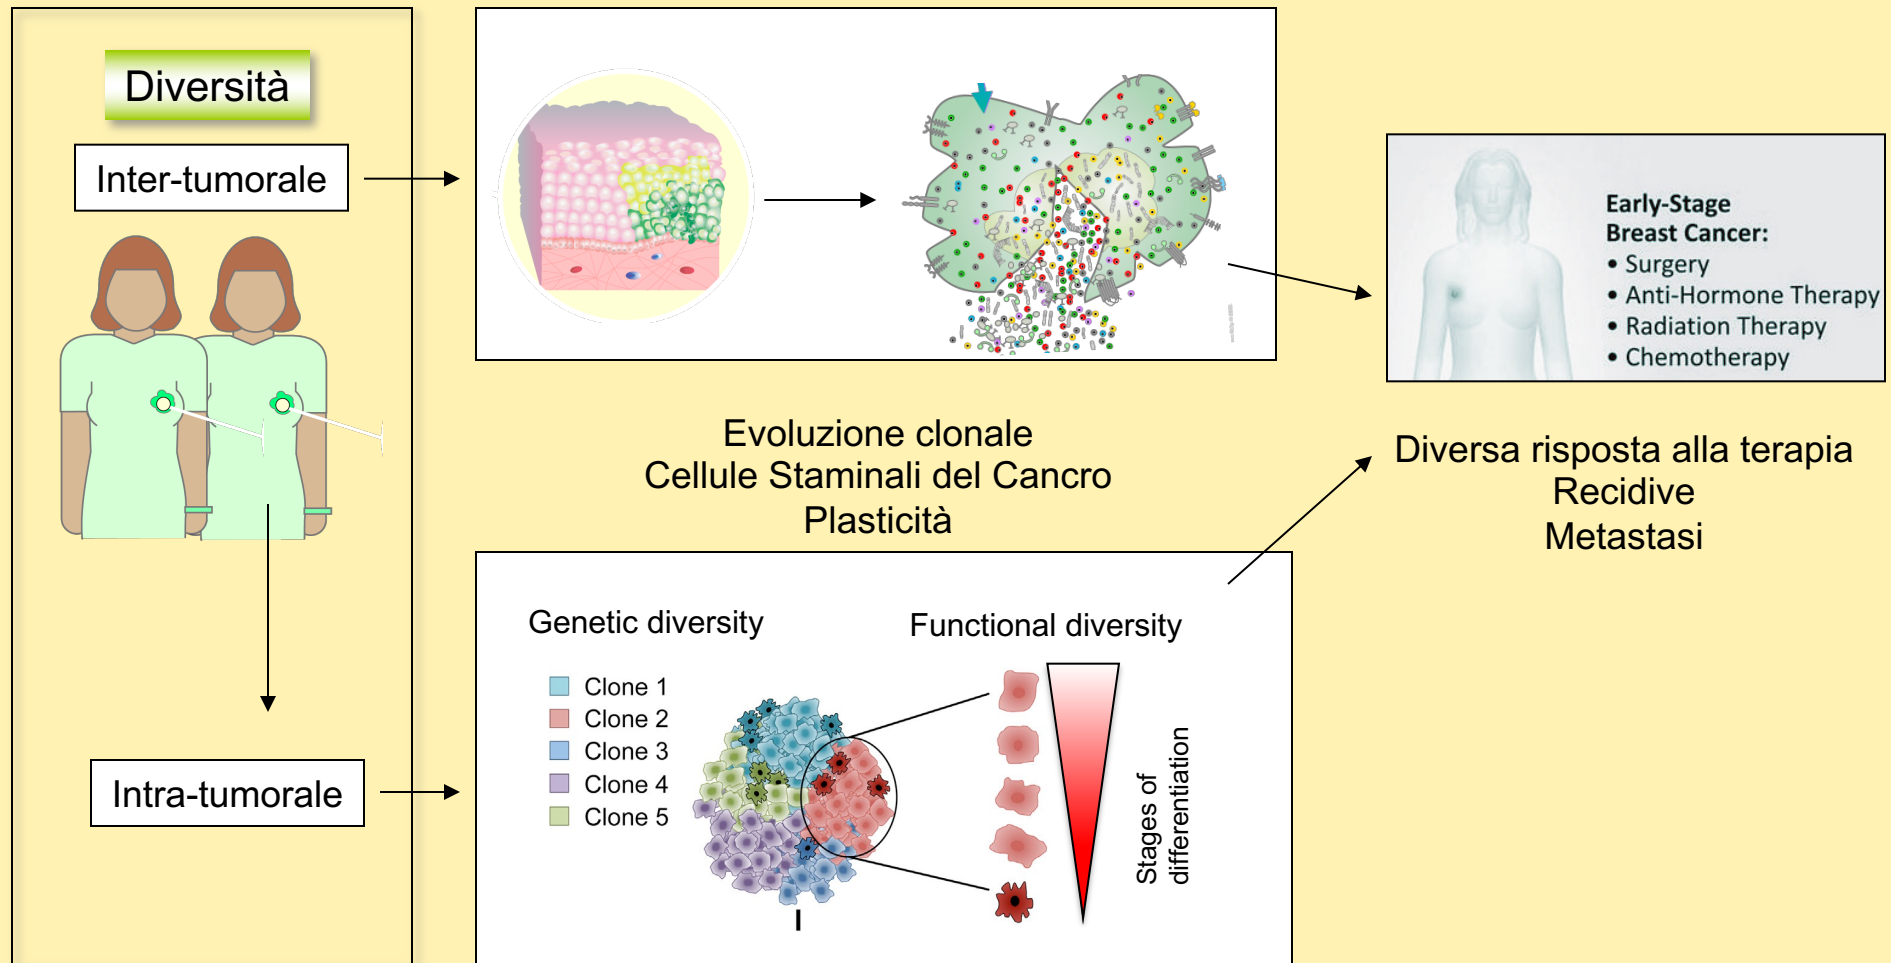 Diversità
Inter-tumorale
Intra-tumorale
Early-Stage
Breast Cancer:
• Surgery
• Anti-Hormone Therapy
• Radiation Therapy
• Chemotherapy
Evoluzione clonale
Cellule Staminali del Cancro
Plasticità
Diversa risposta alla terapia
Recidive
Metastasi
Genetic diversity
Clone 1
Clone 2
Clone 3
Clone 4
Clone 5
Functional diversity
Stages of
differentiation